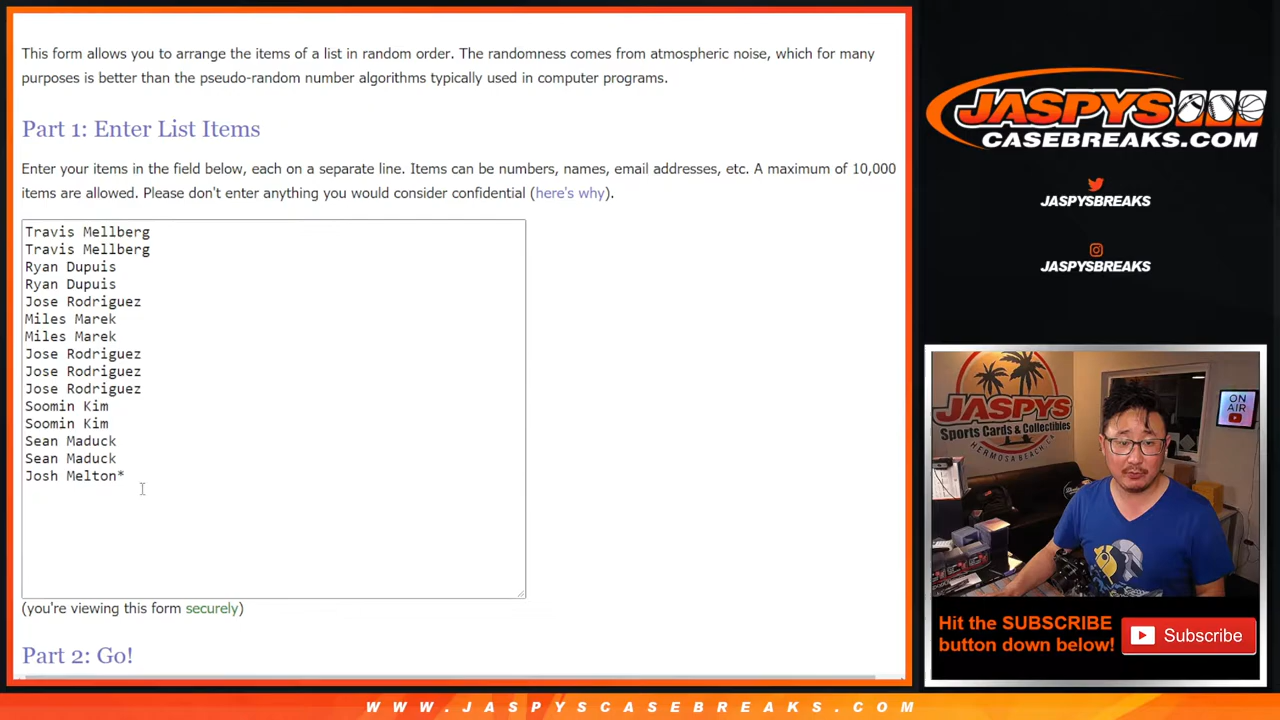 This form allows you to arrange the items of a list in random order. The randomness comes from atmospheric noise, which for many
purposes is better than the pseudo-random number algorithms typically used in computer programs.
Part 1: Enter List Items
Enter your items in the field below, each on a separate line. Items can be numbers, names, email addresses, etc. A maximum of 10,000
items are allowed. Please don't enter anything you would consider confidential (here's why).
Travis Mellberg
Travis Mellberg
Ryan Dupuis
Ryan Dupuis
Jose Rodriguez
Miles Marek
Miles Marek
Jose Rodriguez
Jose Rodriguez
Jose Rodriguez
Soomin Kim
Soomin Kim
Sean Maduck
Sean Maduck
Josh Melton*
(you're viewing this form securely)
Part 2: Go!
JASPYS
CASEBREAKS.COM
JASPYSBREAKS
JASPYSBREAKS
JASPYS
Sports Cards & Collectibles
HERMOSA BEACH, CA
ON
AIR
Hit the SUBSCRIBE
button down below!
Subscribe
WWW.JASPYSCASEBREAKS.COM